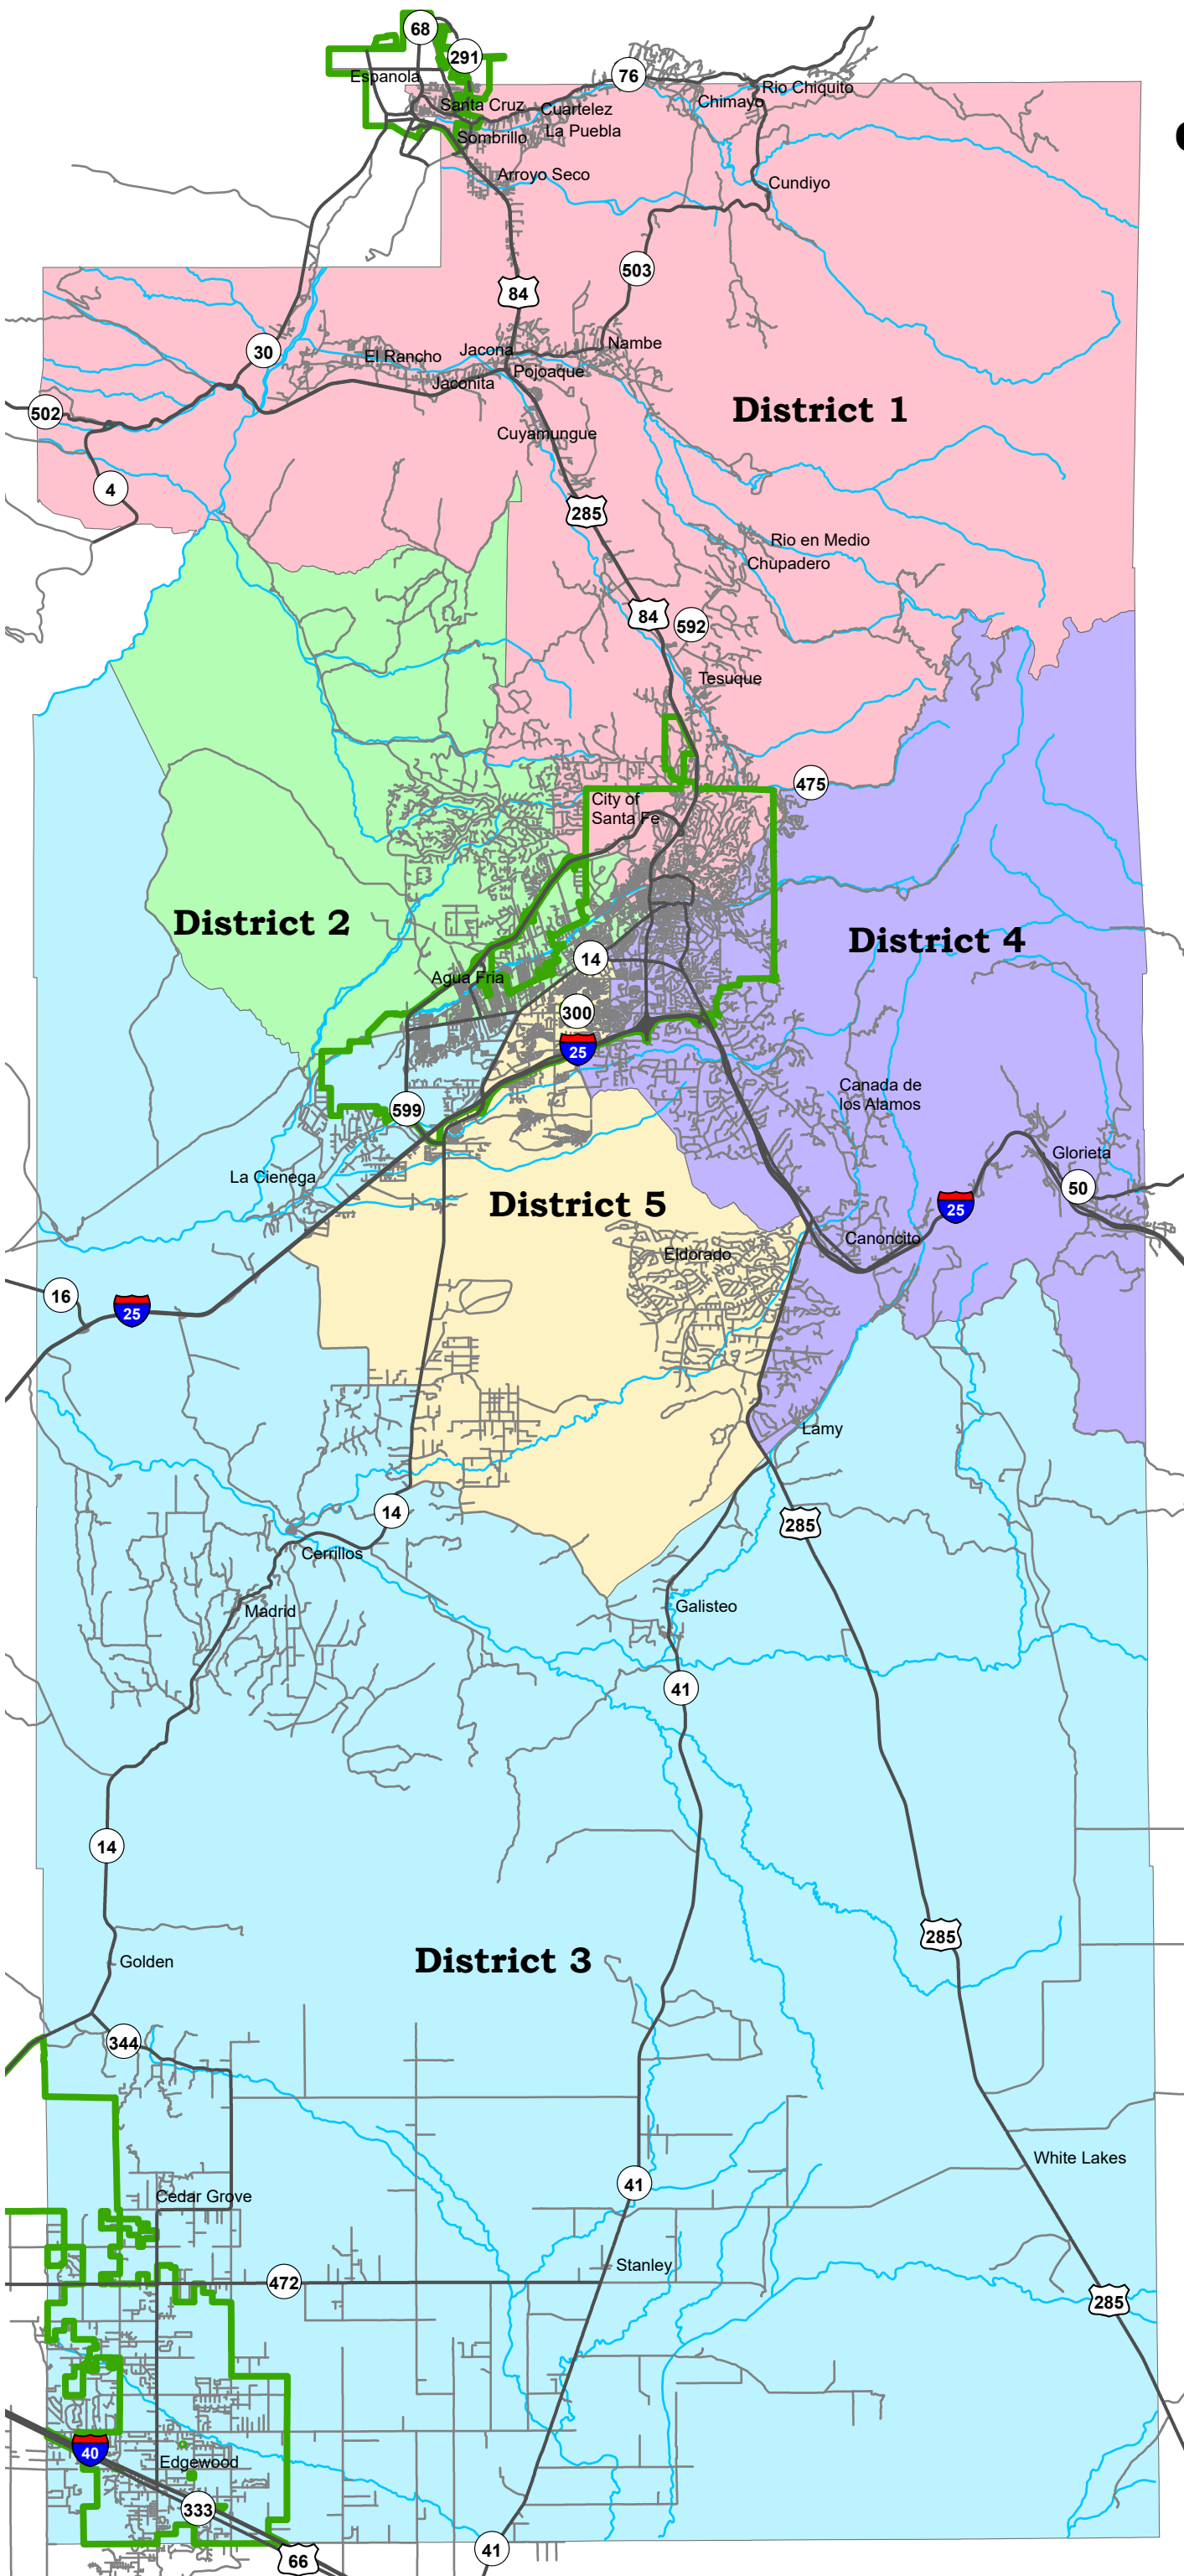 68
291
Espanola
76
Rio Chiquito
Chimayo
Santa Cruz
Cuartelez
La Puebla
Sombrillo
Arroyo Seco
Cundiyo
503
84
Nambe
30
El Rancho
Jacona
Pojoaque
Jaconita
502
District 1
Cuyamungue
4
285
Rio en Medio
Chupadero
84
592
Tesuque
475
City of
Santa Fe
District 2
District 4
14
Agua Fria
300
25
Canada de
los Alamos
599
Glorieta
La Cienega
50
District 5
25
Canoncito
Eldorado
16
25
Lamy
14
285
Cerrillos
Galisteo
Madrid
41
14
285
District 3
Golden
344
White Lakes
41
Cedar Grove
Stanley
472
285
40
Edgewood
333
41
66